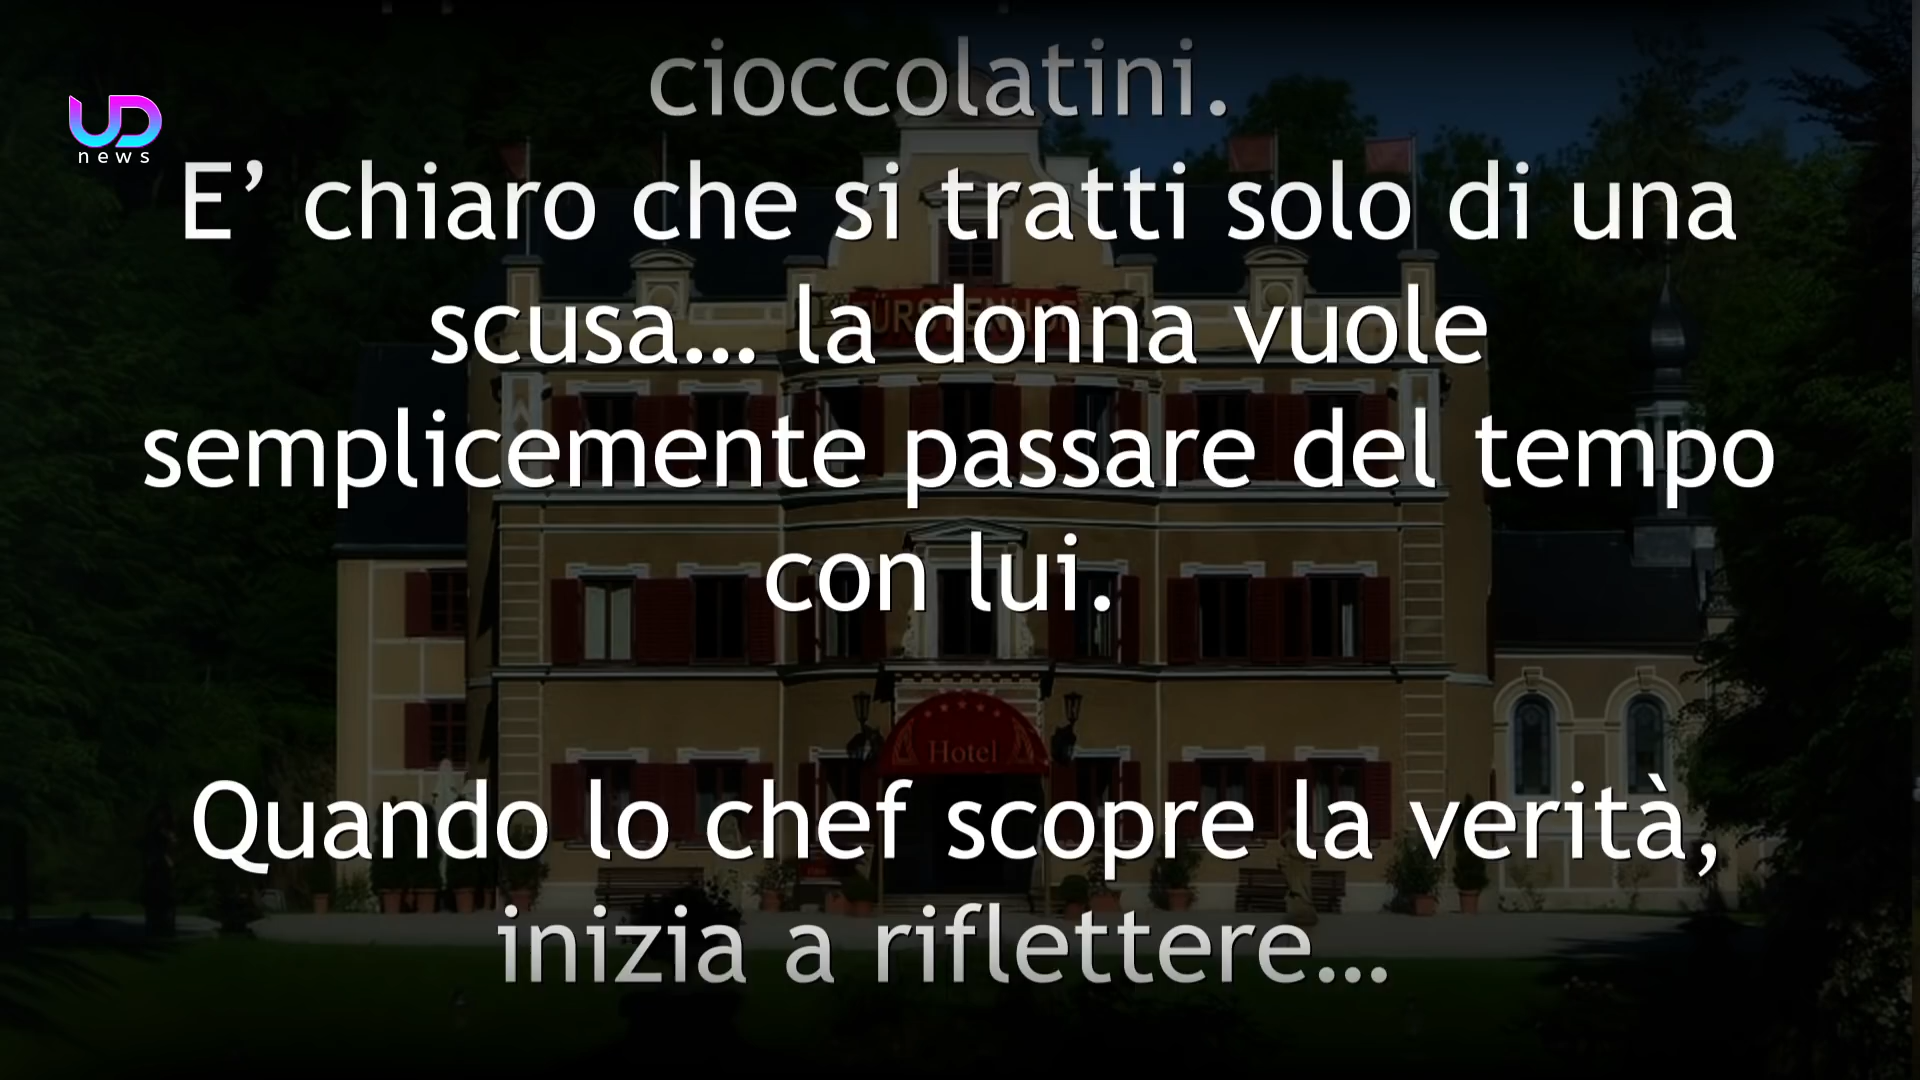 cioccolatini.
UD
news
E’ chiaro che si tratti solo di una
scusa... la donna vuole
semplicemente passare del tempo
con lui.
FÜRSTENHOF
Hotel
Quando lo chef scopre la verità,
inizia a riflettere...